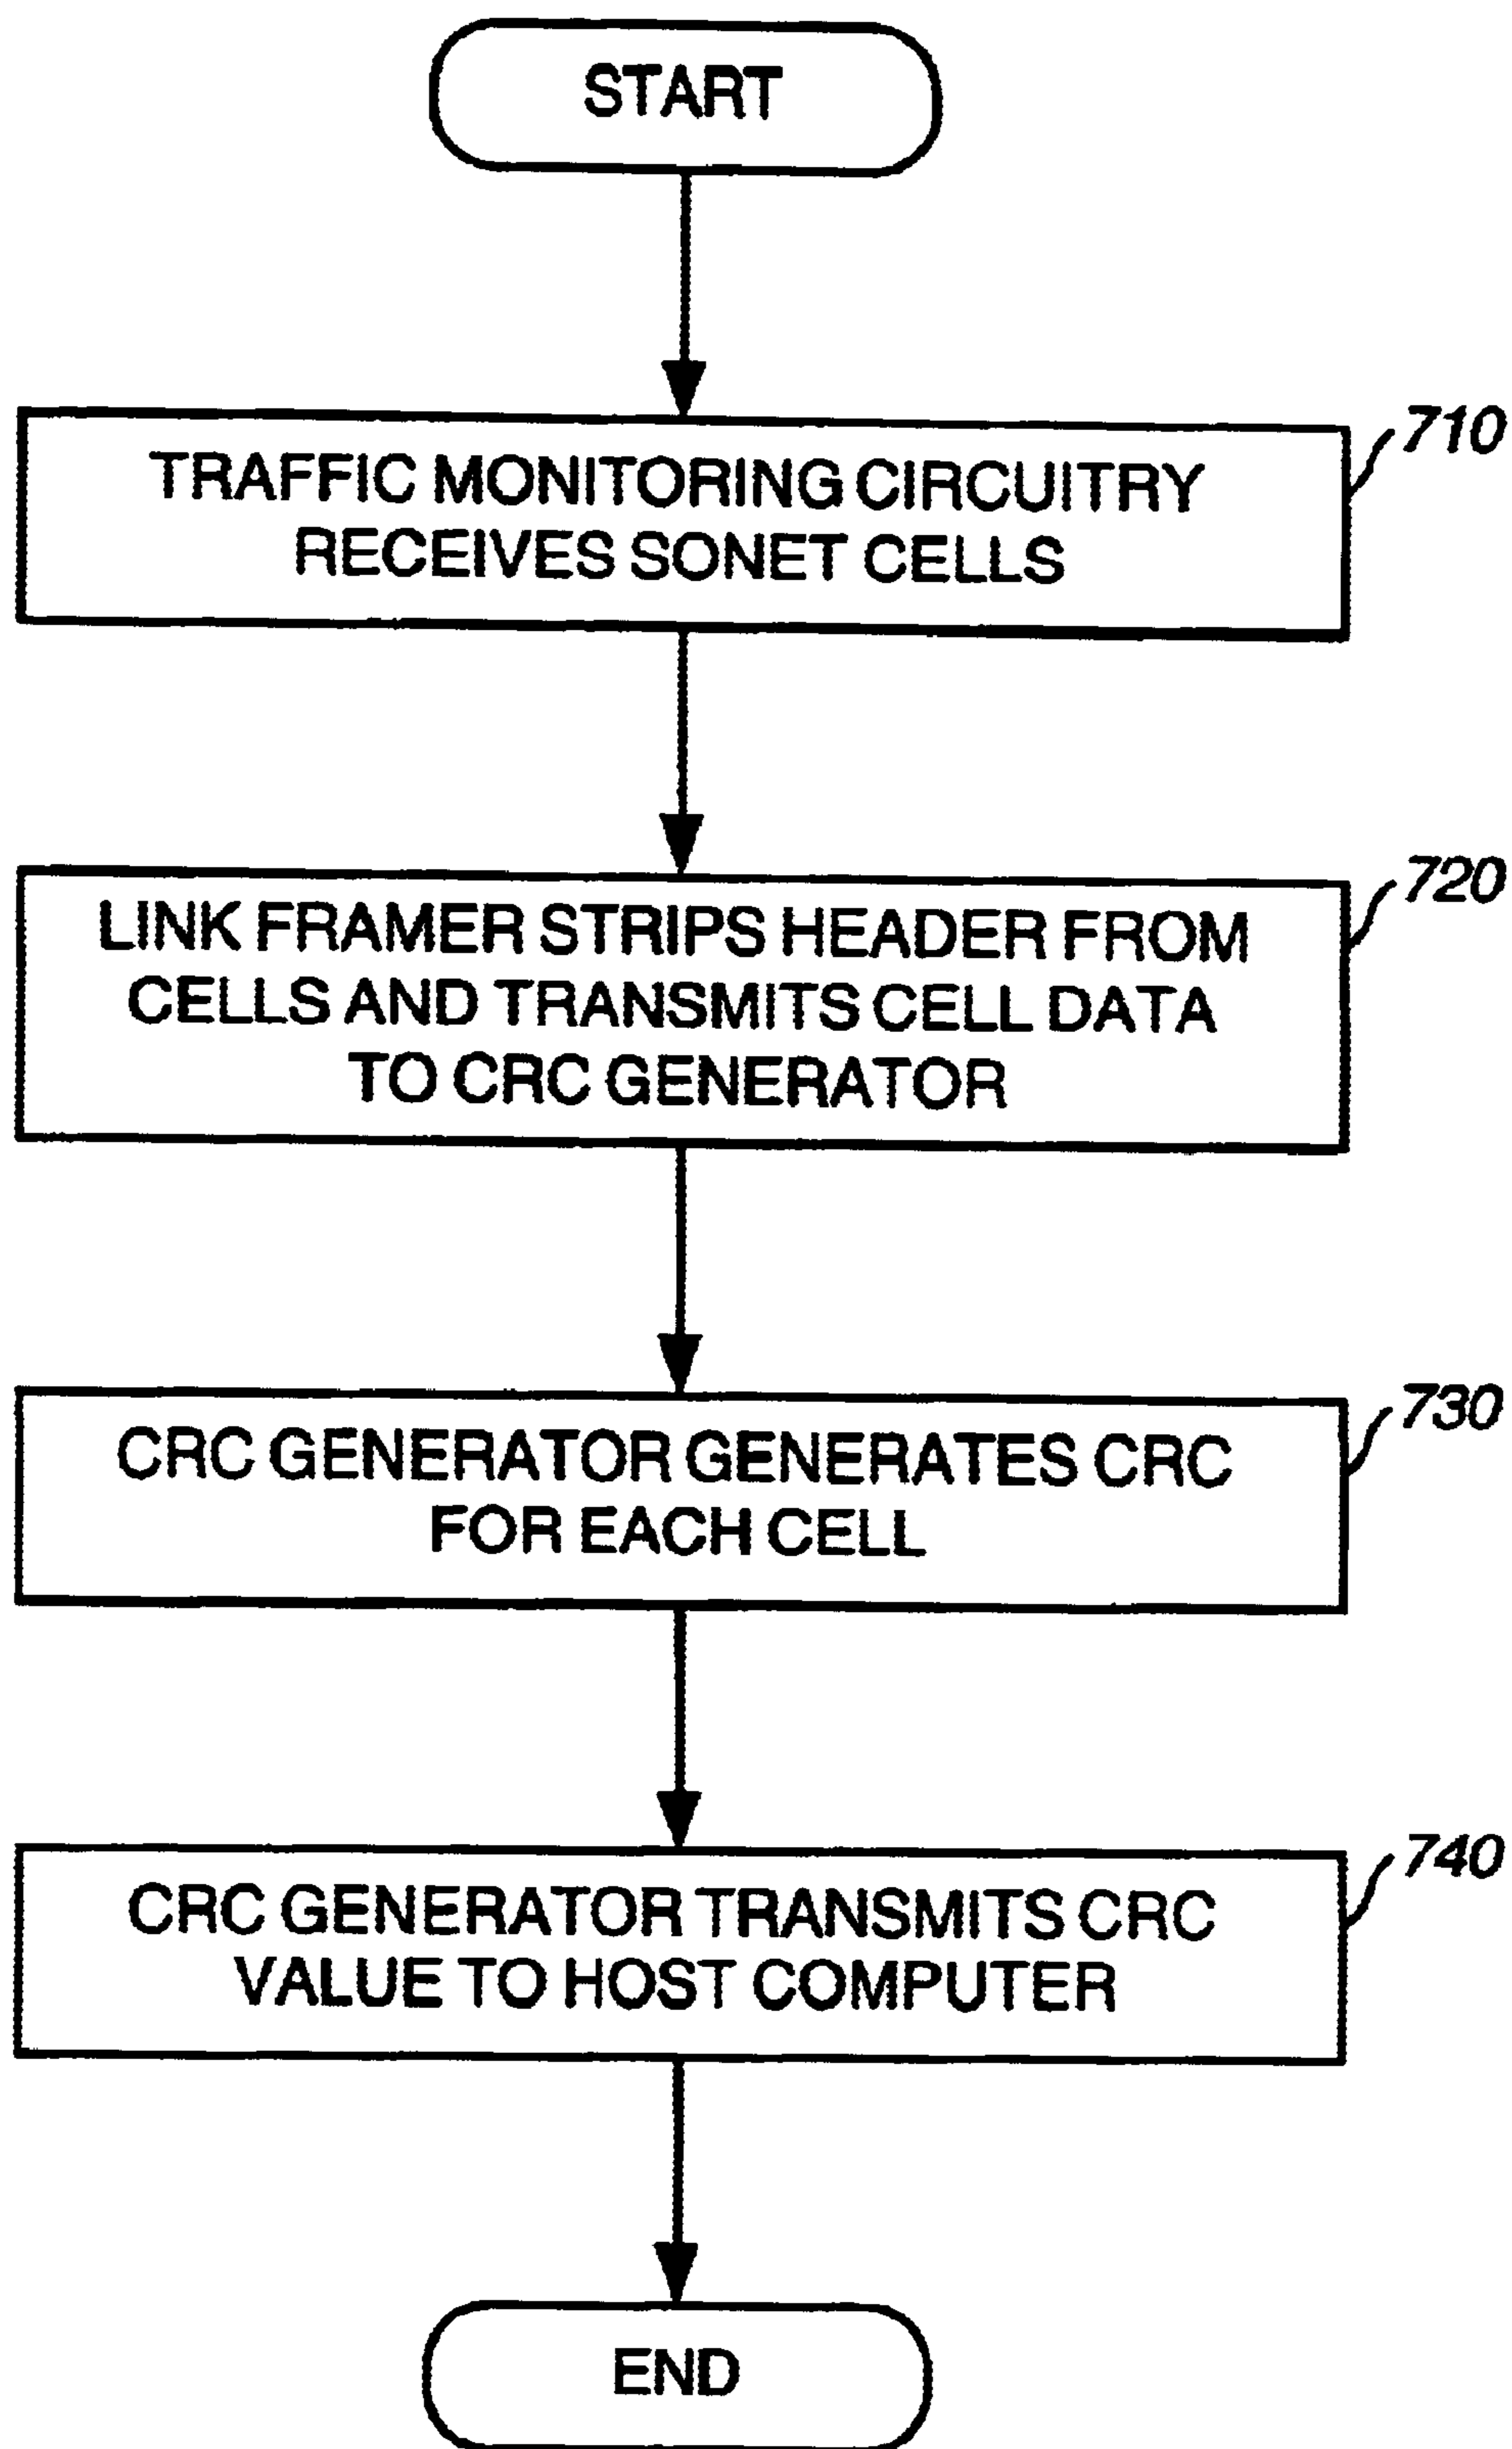 START
TRAFFIC MONITORING CIRCUITRY
RECEIVES SONET CELLS
710
LINK FRAMER STRIPS HEADER FROM
CELLS AND TRANSMITS CELL DATA
TO CRC GENERATOR
720
CRC GENERATOR GENERATES CRC
FOR EACH CELL
730
CRC GENERATOR TRANSMITS CRC
VALUE TO HOST COMPUTER
740
END